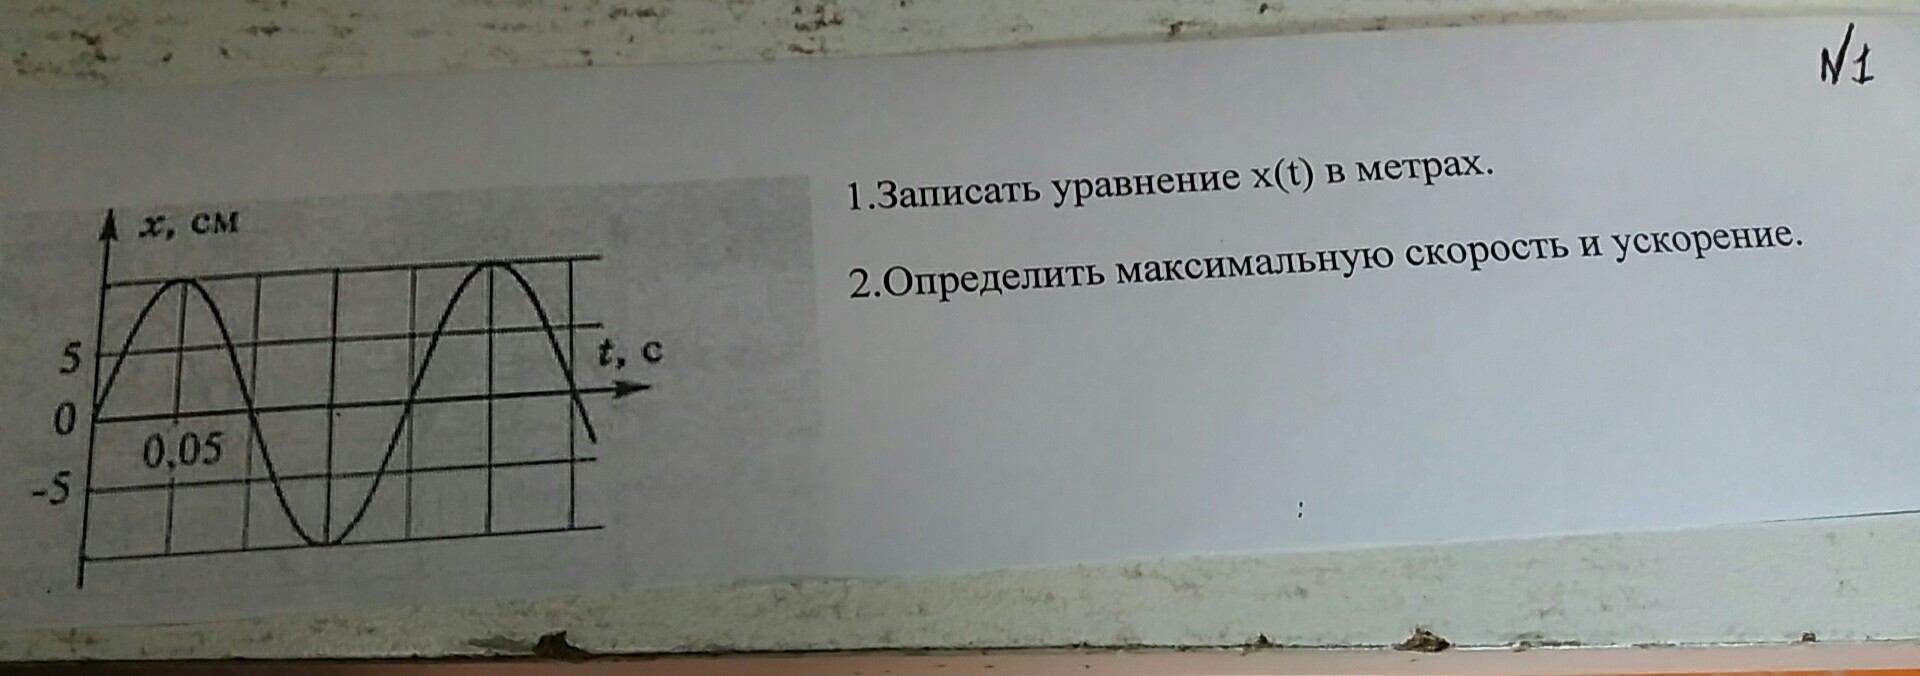 №1
1.Записать уравнение x(t) в метрах.
2.Определить максимальную скорость и ускорение.
x, см
5
t, с
0
0,05
-5